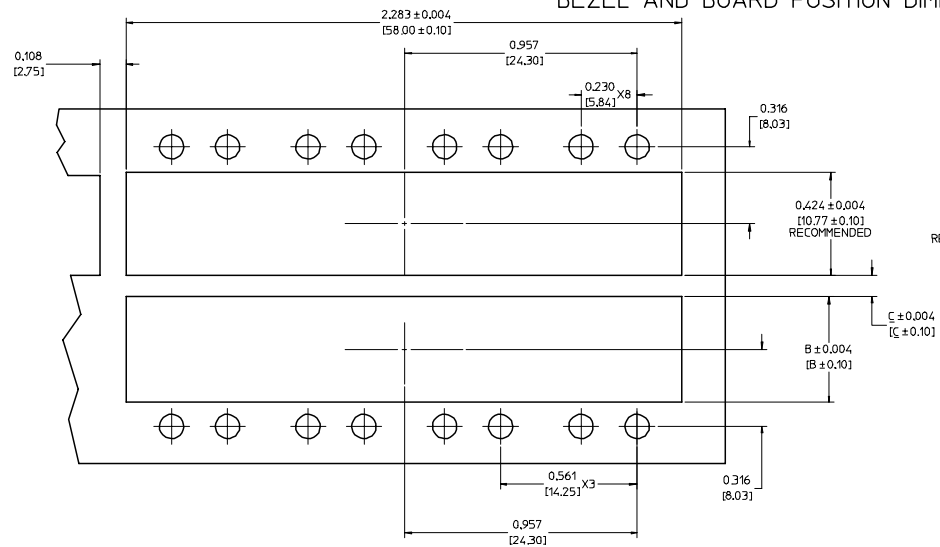 BEZEL AND BOARD POSITION DIM
2.283 ±0.004
[58.00 ±0.10]
0.957
[24.30]
0.108
[2.75]
0.230 X8
[5.84]
0.316
[8.03]
0.424 ±0.004
[10.77 ±0.10]
RECOMMENDED
RE
C ±0.004
[C ±0.10]
B ±0.004
[B ±0.10]
0.561 X3
[14.25]
0.316
[8.03]
0.957
[24.30]